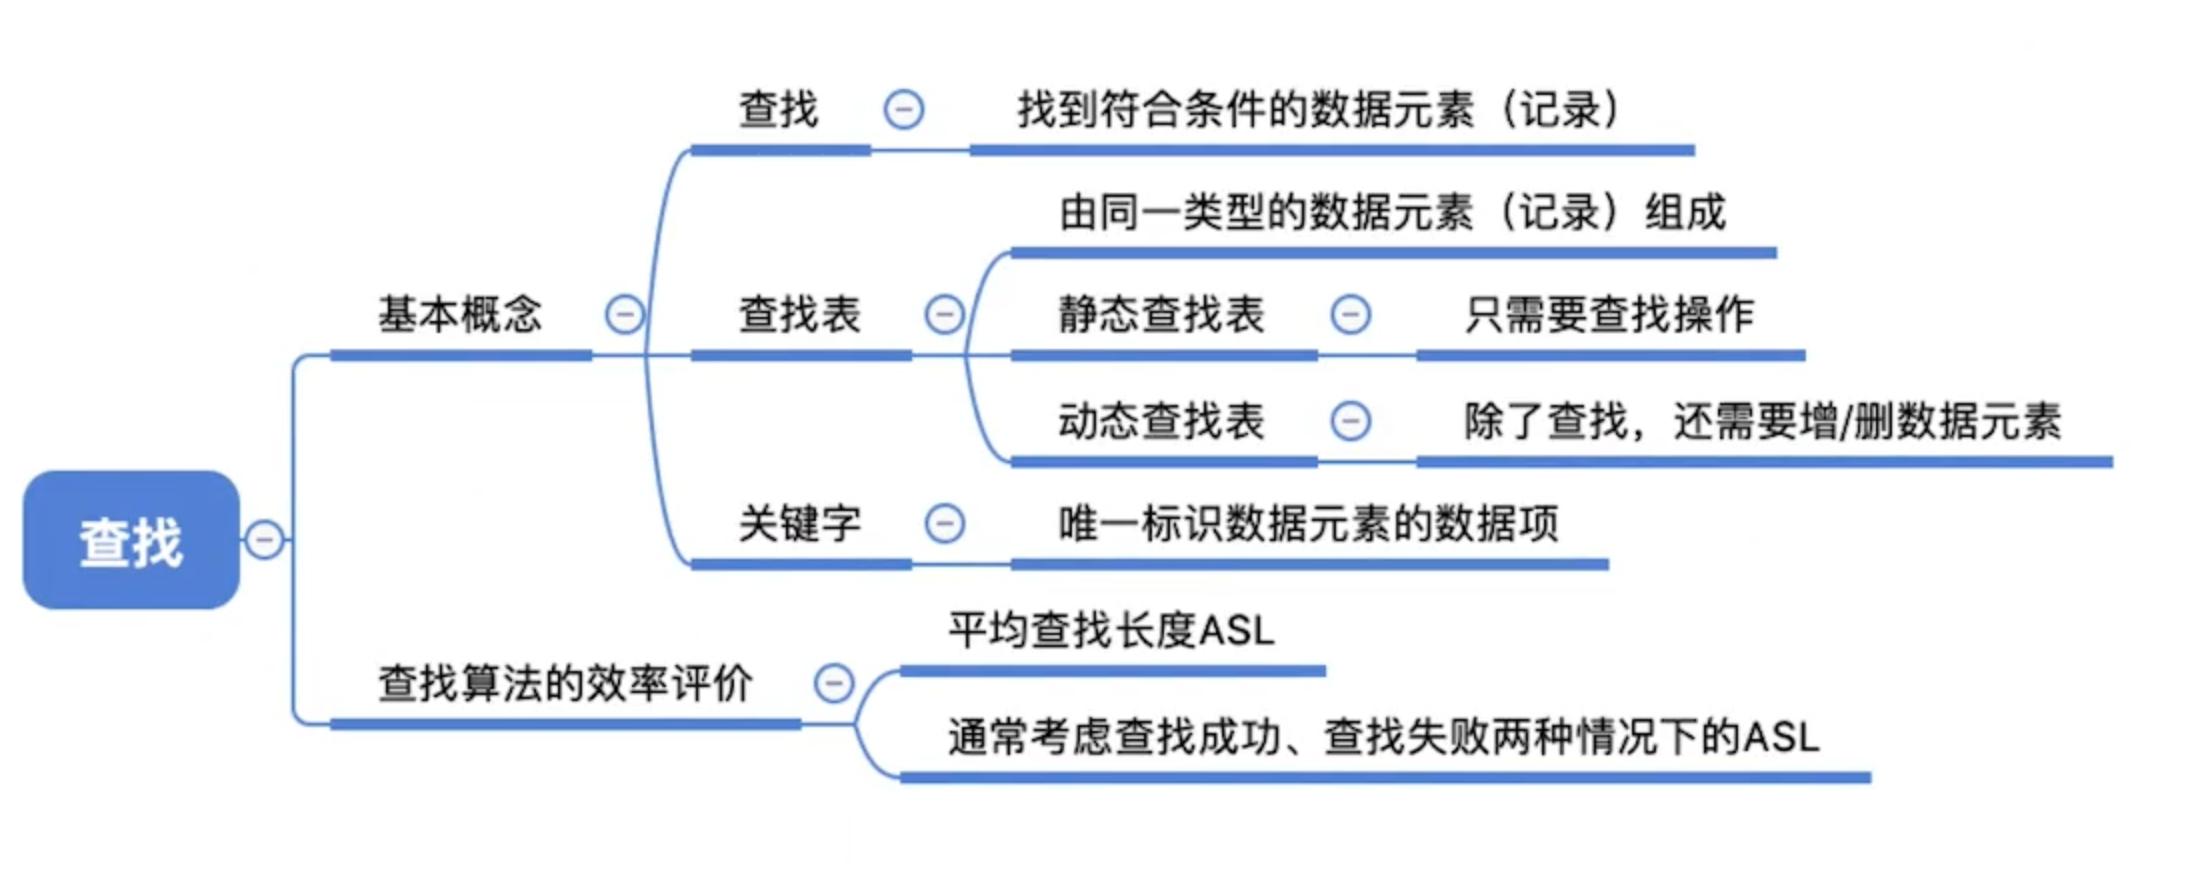 查找
基本概念
查找
找到符合条件的数据元素（记录）
查找表
由同一类型的数据元素（记录）组成
静态查找表
只需要查找操作
动态查找表
除了查找，还需要增/删数据元素
关键字
唯一标识数据元素的数据项
查找算法的效率评价
平均查找长度ASL
通常考虑查找成功、查找失败两种情况下的ASL